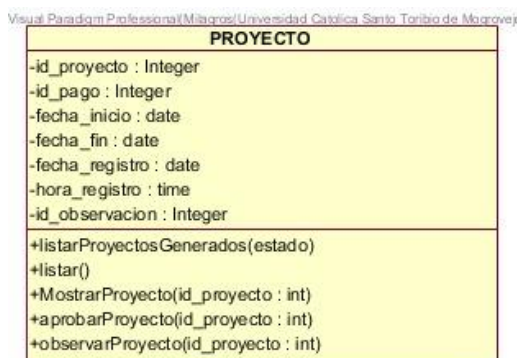 Visual Paradigm Professional(Milagros(Universidad Catolica Santo Toribio de Mogrovej
PROYECTO
-id_proyecto : Integer
-id_pago : Integer
-fecha_inicio : date
-fecha_fin : date
-fecha_registro : date
-hora_registro : time
-id_observacion : Integer
+listarProyectosGenerados(estado)
+listar()
+MostrarProyecto(id_proyecto : int)
+aprobarProyecto(id_proyecto : int)
+observarProyecto(id_proyecto : int)